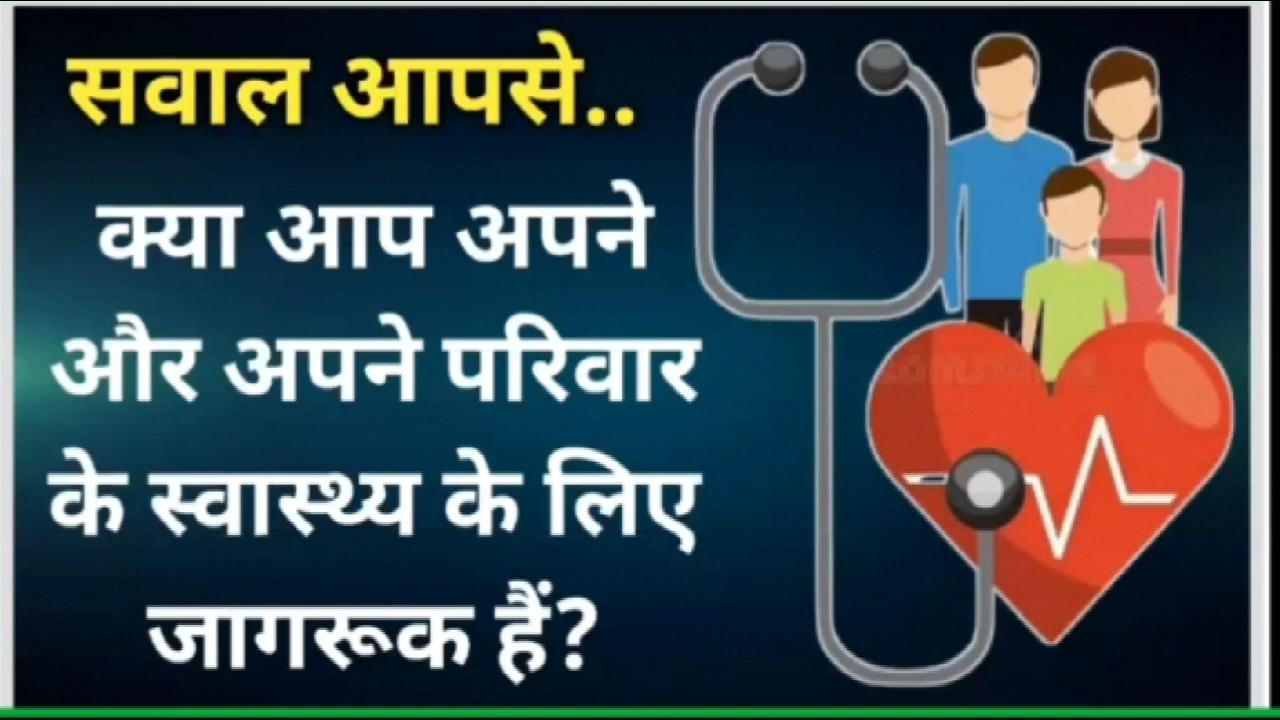 सवाल आपसे..
क्या आप अपने
और अपने परिवार
के स्वास्थ्य के लिए
जागरूक हैं?